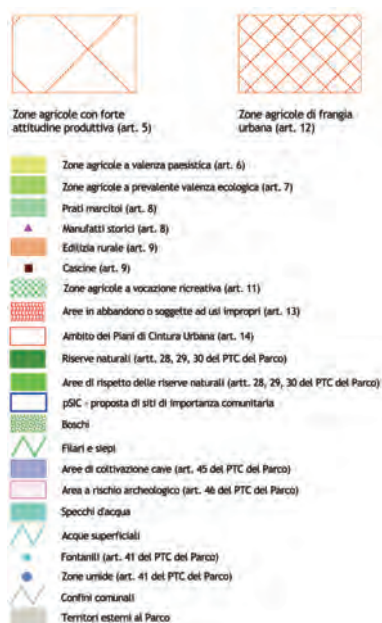 Zone agricole con forte
attitudine produttiva (art. 5)
Zone agricole di frangia
urbana (art. 12)
Zone agricole a valenza paesistica (art. 6)
Zone agricole a prevalente valenza ecologica (art. 7)
Prati marcitoi (art. 8)
Manufatti storici (art. 8)
Edilizia rurale (art. 9)
Cascine (art. 9)
Zone agricole a vocazione ricreativa (art. 11)
Aree in abbandono o soggette ad usi impropri (art. 13)
Ambito dei Piani di Cintura Urbana (art. 14)
Riserve naturali (artt. 28, 29, 30 del PTC del Parco)
Aree di rispetto delle riserve naturali (artt. 28, 29, 30 del PTC del Parco)
pSIC - proposta di siti di importanza comunitaria
Boschi
Filari e siepi
Aree di coltivazione cave (art. 45 del PTC del Parco)
Area a rischio archeologico (art. 46 del PTC del Parco)
Specchi d'acqua
Acque superficiali
Fontanili (art. 41 del PTC del Parco)
Zone umide (art. 41 del PTC del Parco)
Confini comunali
Territori esterni al Parco